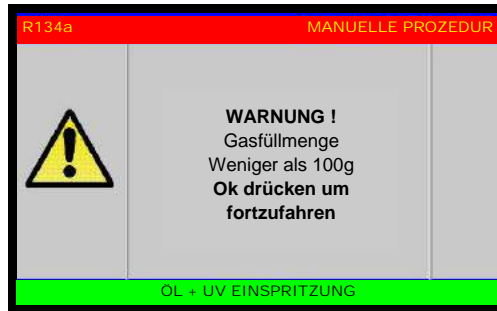 R134a MANUELLE PROZEDUR
WARNUNG !
Gasfüllmenge
Weniger als 100g
Ok drücken um
fortzufahren
ÖL + UV EINSPRITZUNG